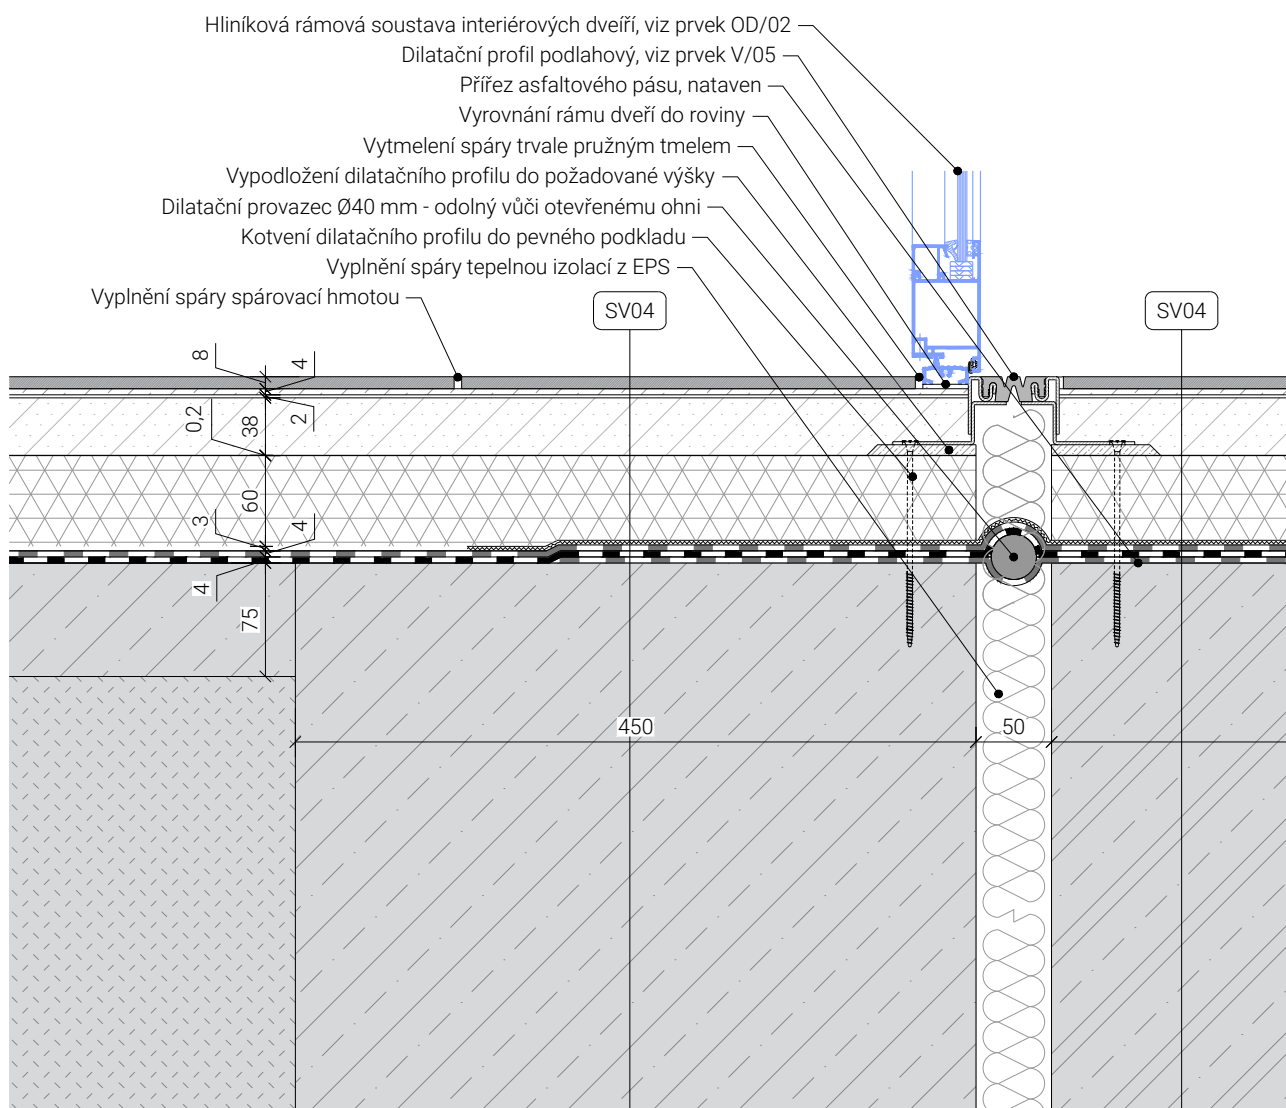 Hliníková rámová soustava interiérových dveíří, viz prvek OD/02
Dilatační profil podlahový, viz prvek V/05
Přířez asfaltového pásu, nataven
Vyrovnání rámu dveří do roviny
Vytmelení spáry trvale pružným tmelem
Vypodložení dilatačního profilu do požadované výšky
Dilatační provazec Ø40 mm - odolný vůči otevřenému ohni
Kotvení dilatačního profilu do pevného podkladu
Vyplnění spáry tepelnou izolací z EPS
Vyplnění spáry spárovací hmotou
SV04
SV04
8
4
0,2
38
2
60
3
4
4
75
450
50